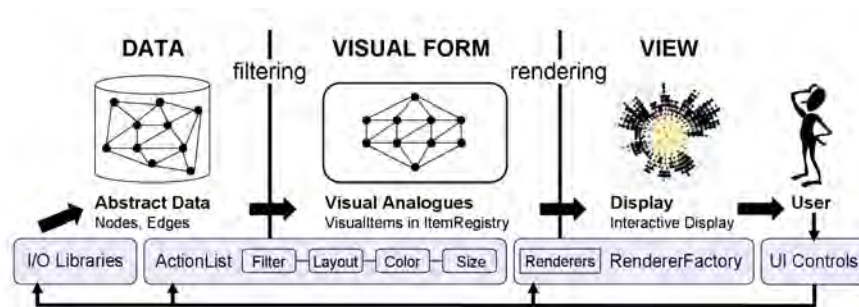 DATA
VISUAL FORM
VIEW
filtering
rendering
Abstract Data
Nodes, Edges
Visual Analogues
VisualItems in ItemRegistry
Display
Interactive Display
User
I/O Libraries
ActionList
Filter
Layout
Color
Size
Renderers
RendererFactory
UI Controls